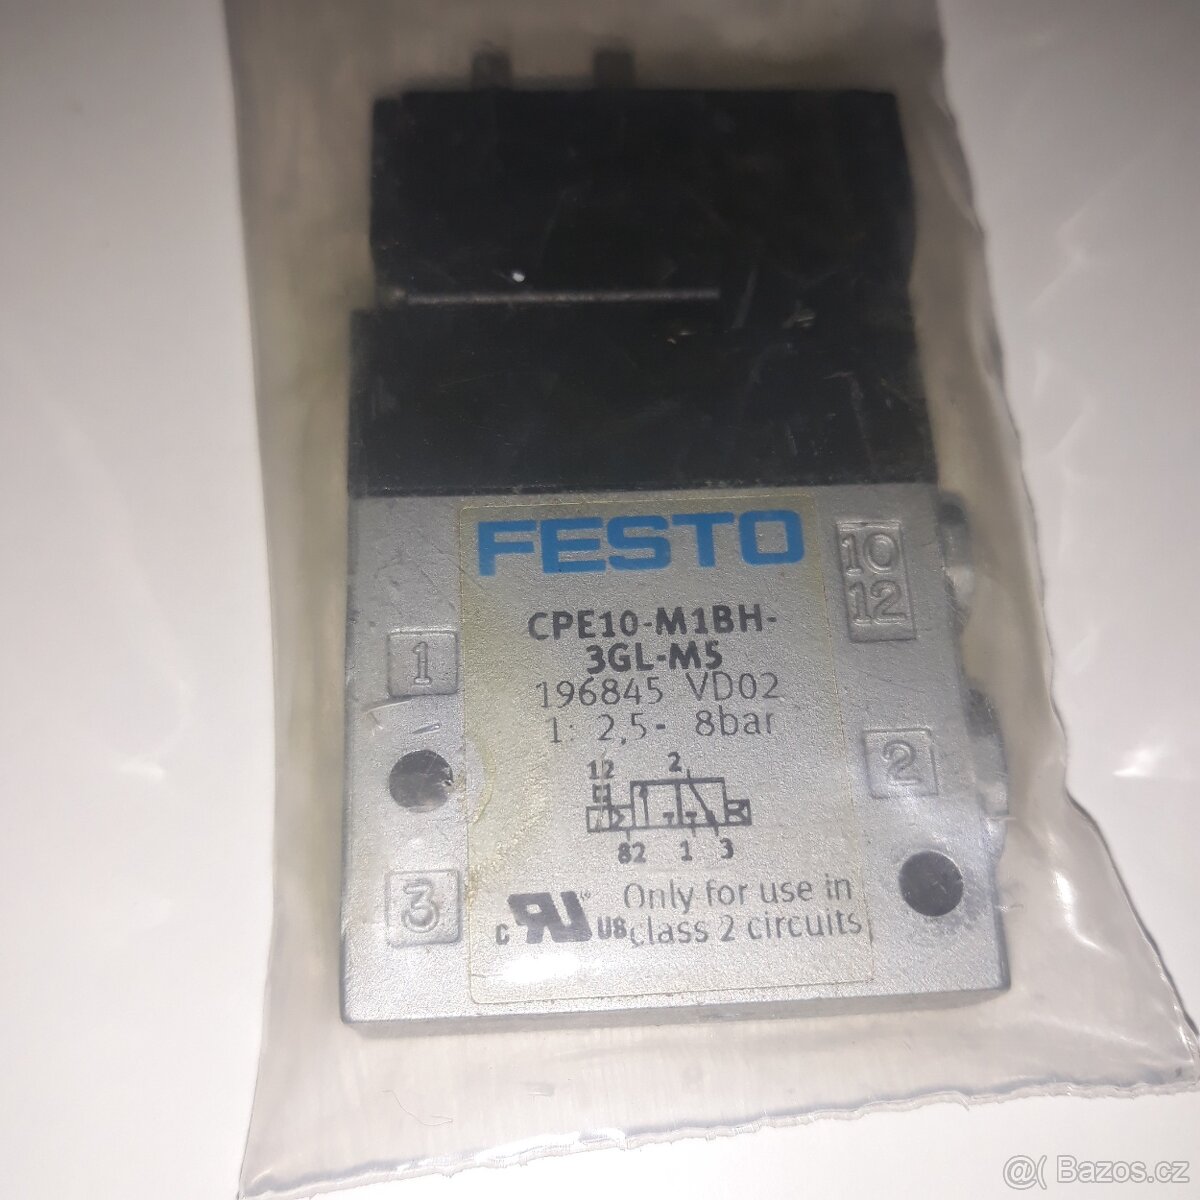 FESTO
10
12
CPE10-M1BH-
3GL-M5
1
196845 VD02
1: 2,5- 8bar
2
12 2
82 1 3
3
Only for use in
c RU US class 2 circuits
@( Bazos.cz